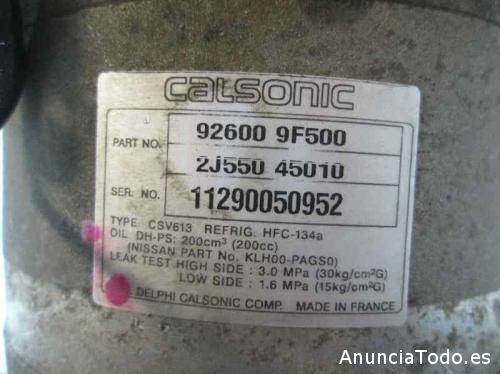 CALSONIC
PART NO. 92600 9F500
2J550 45010
SER. NO. 11290050952
TYPE CSV613 REFRIG. HFC-134a
OIL DH-PS: 200cm³ (200cc)
(NISSAN PART No. KLH00-PAGS0)
LEAK TEST HIGH SIDE : 3.0 MPa (30kg/cm²G)
LOW SIDE : 1.6 MPa (15kg/cm²G)
DELPHI CALSONIC COMP. MADE IN FRANCE
AnunciaTodo.es